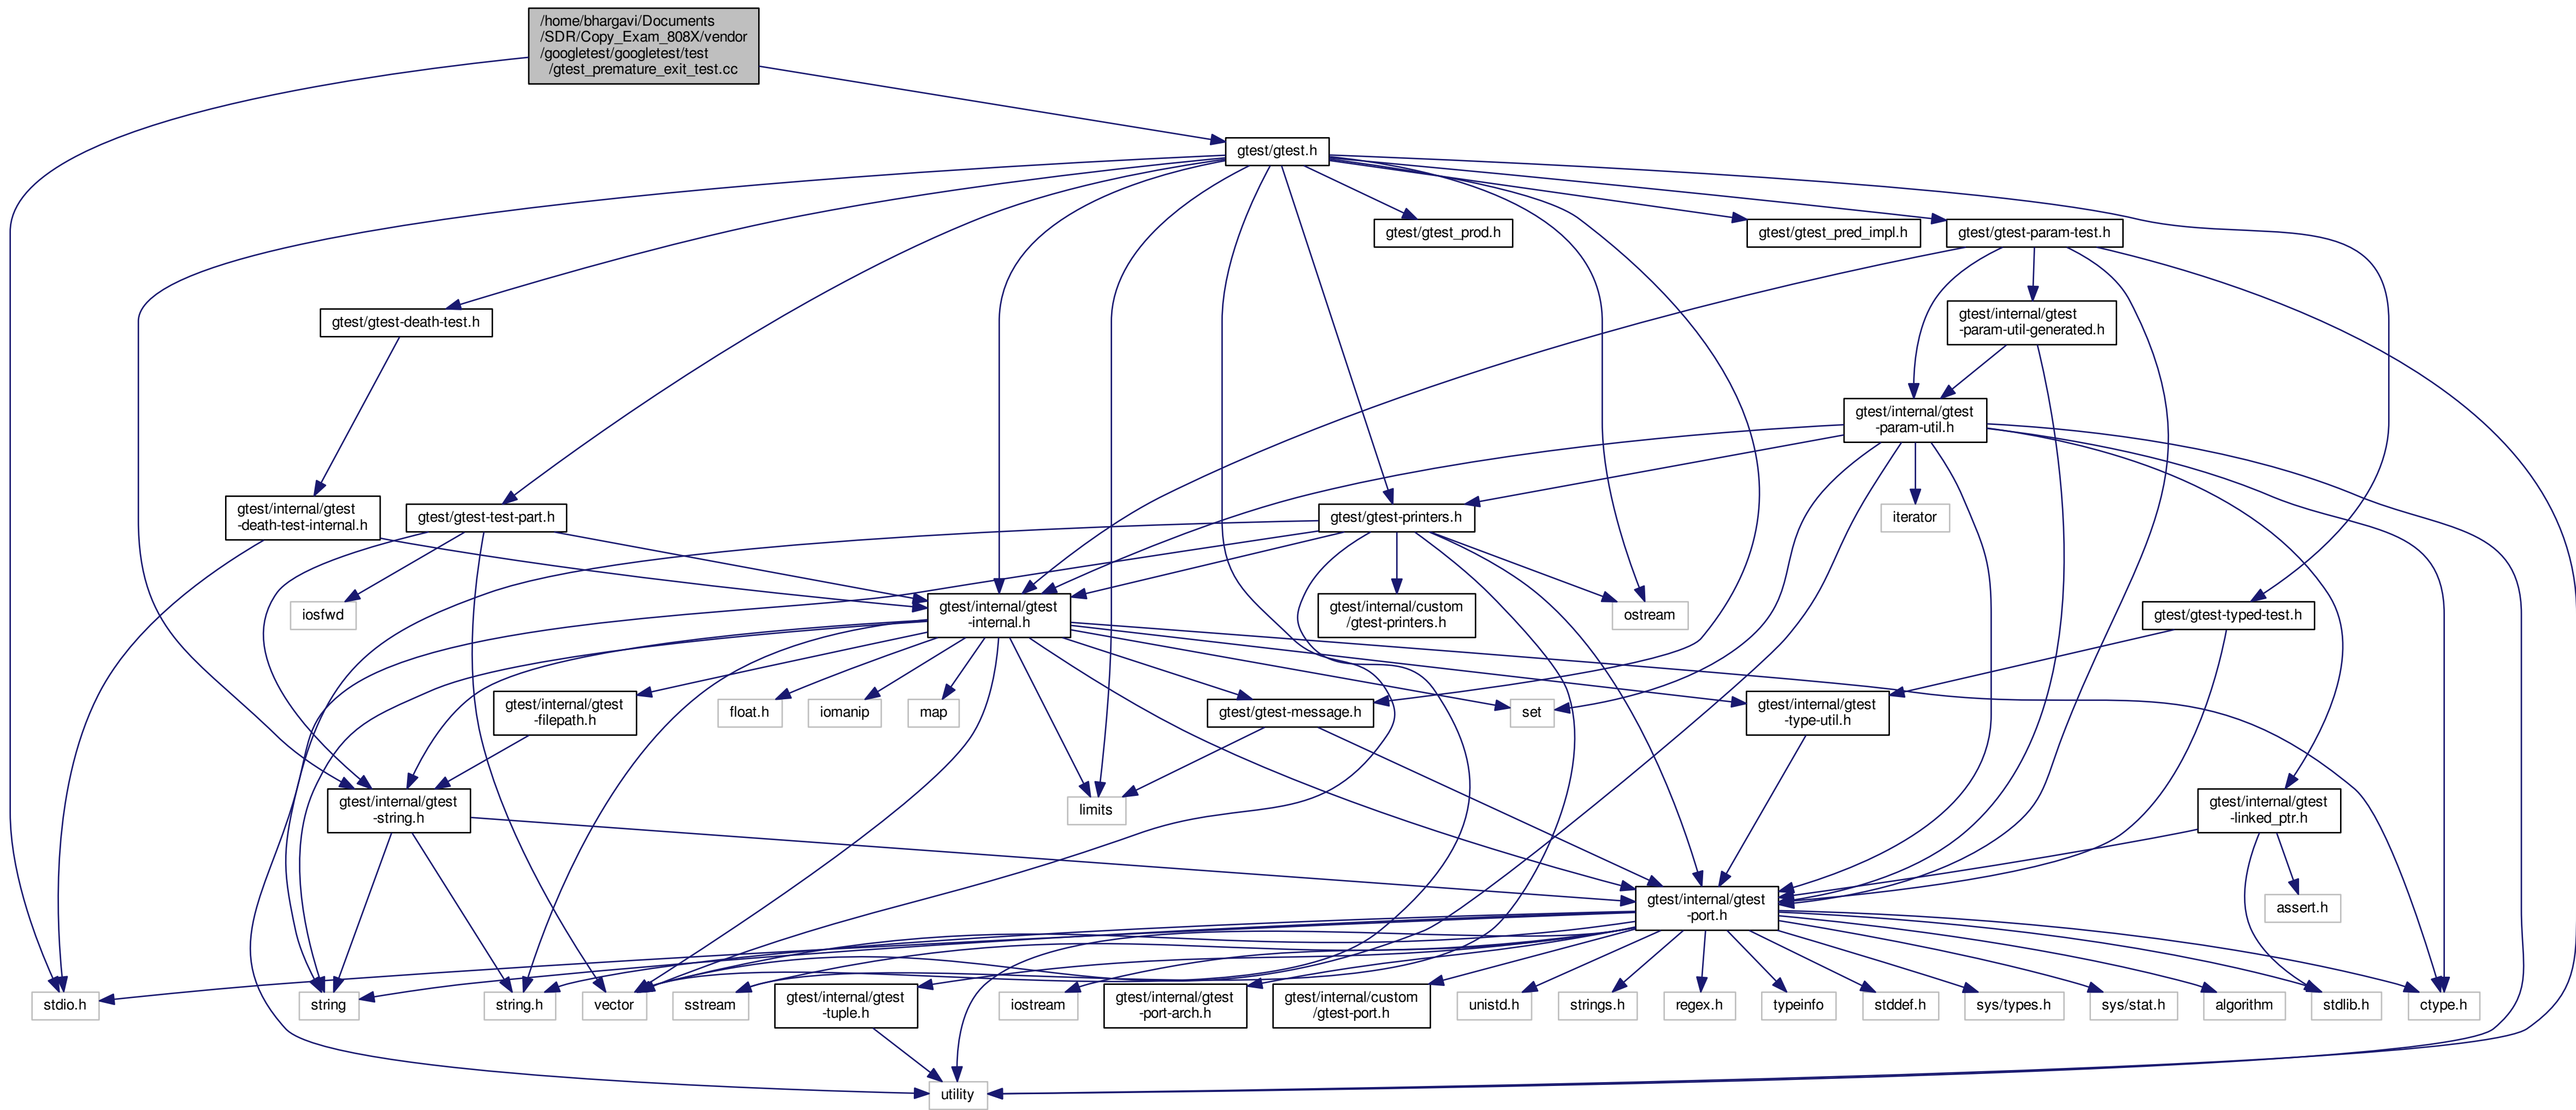 /home/bhargavi/Documents
/SDR/Copy_Exam_808X/vendor
/googletest/googletest/test
/gtest_premature_exit_test.cc
gtest/gtest.h
gtest/gtest_prod.h
gtest/gtest_pred_impl.h
gtest/gtest-param-test.h
gtest/gtest-death-test.h
gtest/internal/gtest
-param-util-generated.h
gtest/internal/gtest
-param-util.h
gtest/internal/gtest
-death-test-internal.h
gtest/gtest-test-part.h
gtest/gtest-printers.h
iterator
iosfwd
gtest/internal/gtest
-internal.h
gtest/internal/custom
/gtest-printers.h
ostream
gtest/gtest-typed-test.h
gtest/internal/gtest
-filepath.h
float.h
iomanip
map
gtest/gtest-message.h
set
gtest/internal/gtest
-type-util.h
gtest/internal/gtest
-string.h
limits
gtest/internal/gtest
-linked_ptr.h
gtest/internal/gtest
-port.h
assert.h
stdio.h
string
string.h
vector
sstream
gtest/internal/gtest
-tuple.h
iostream
gtest/internal/gtest
-port-arch.h
gtest/internal/custom
/gtest-port.h
unistd.h
strings.h
regex.h
typeinfo
stddef.h
sys/types.h
sys/stat.h
algorithm
stdlib.h
ctype.h
utility